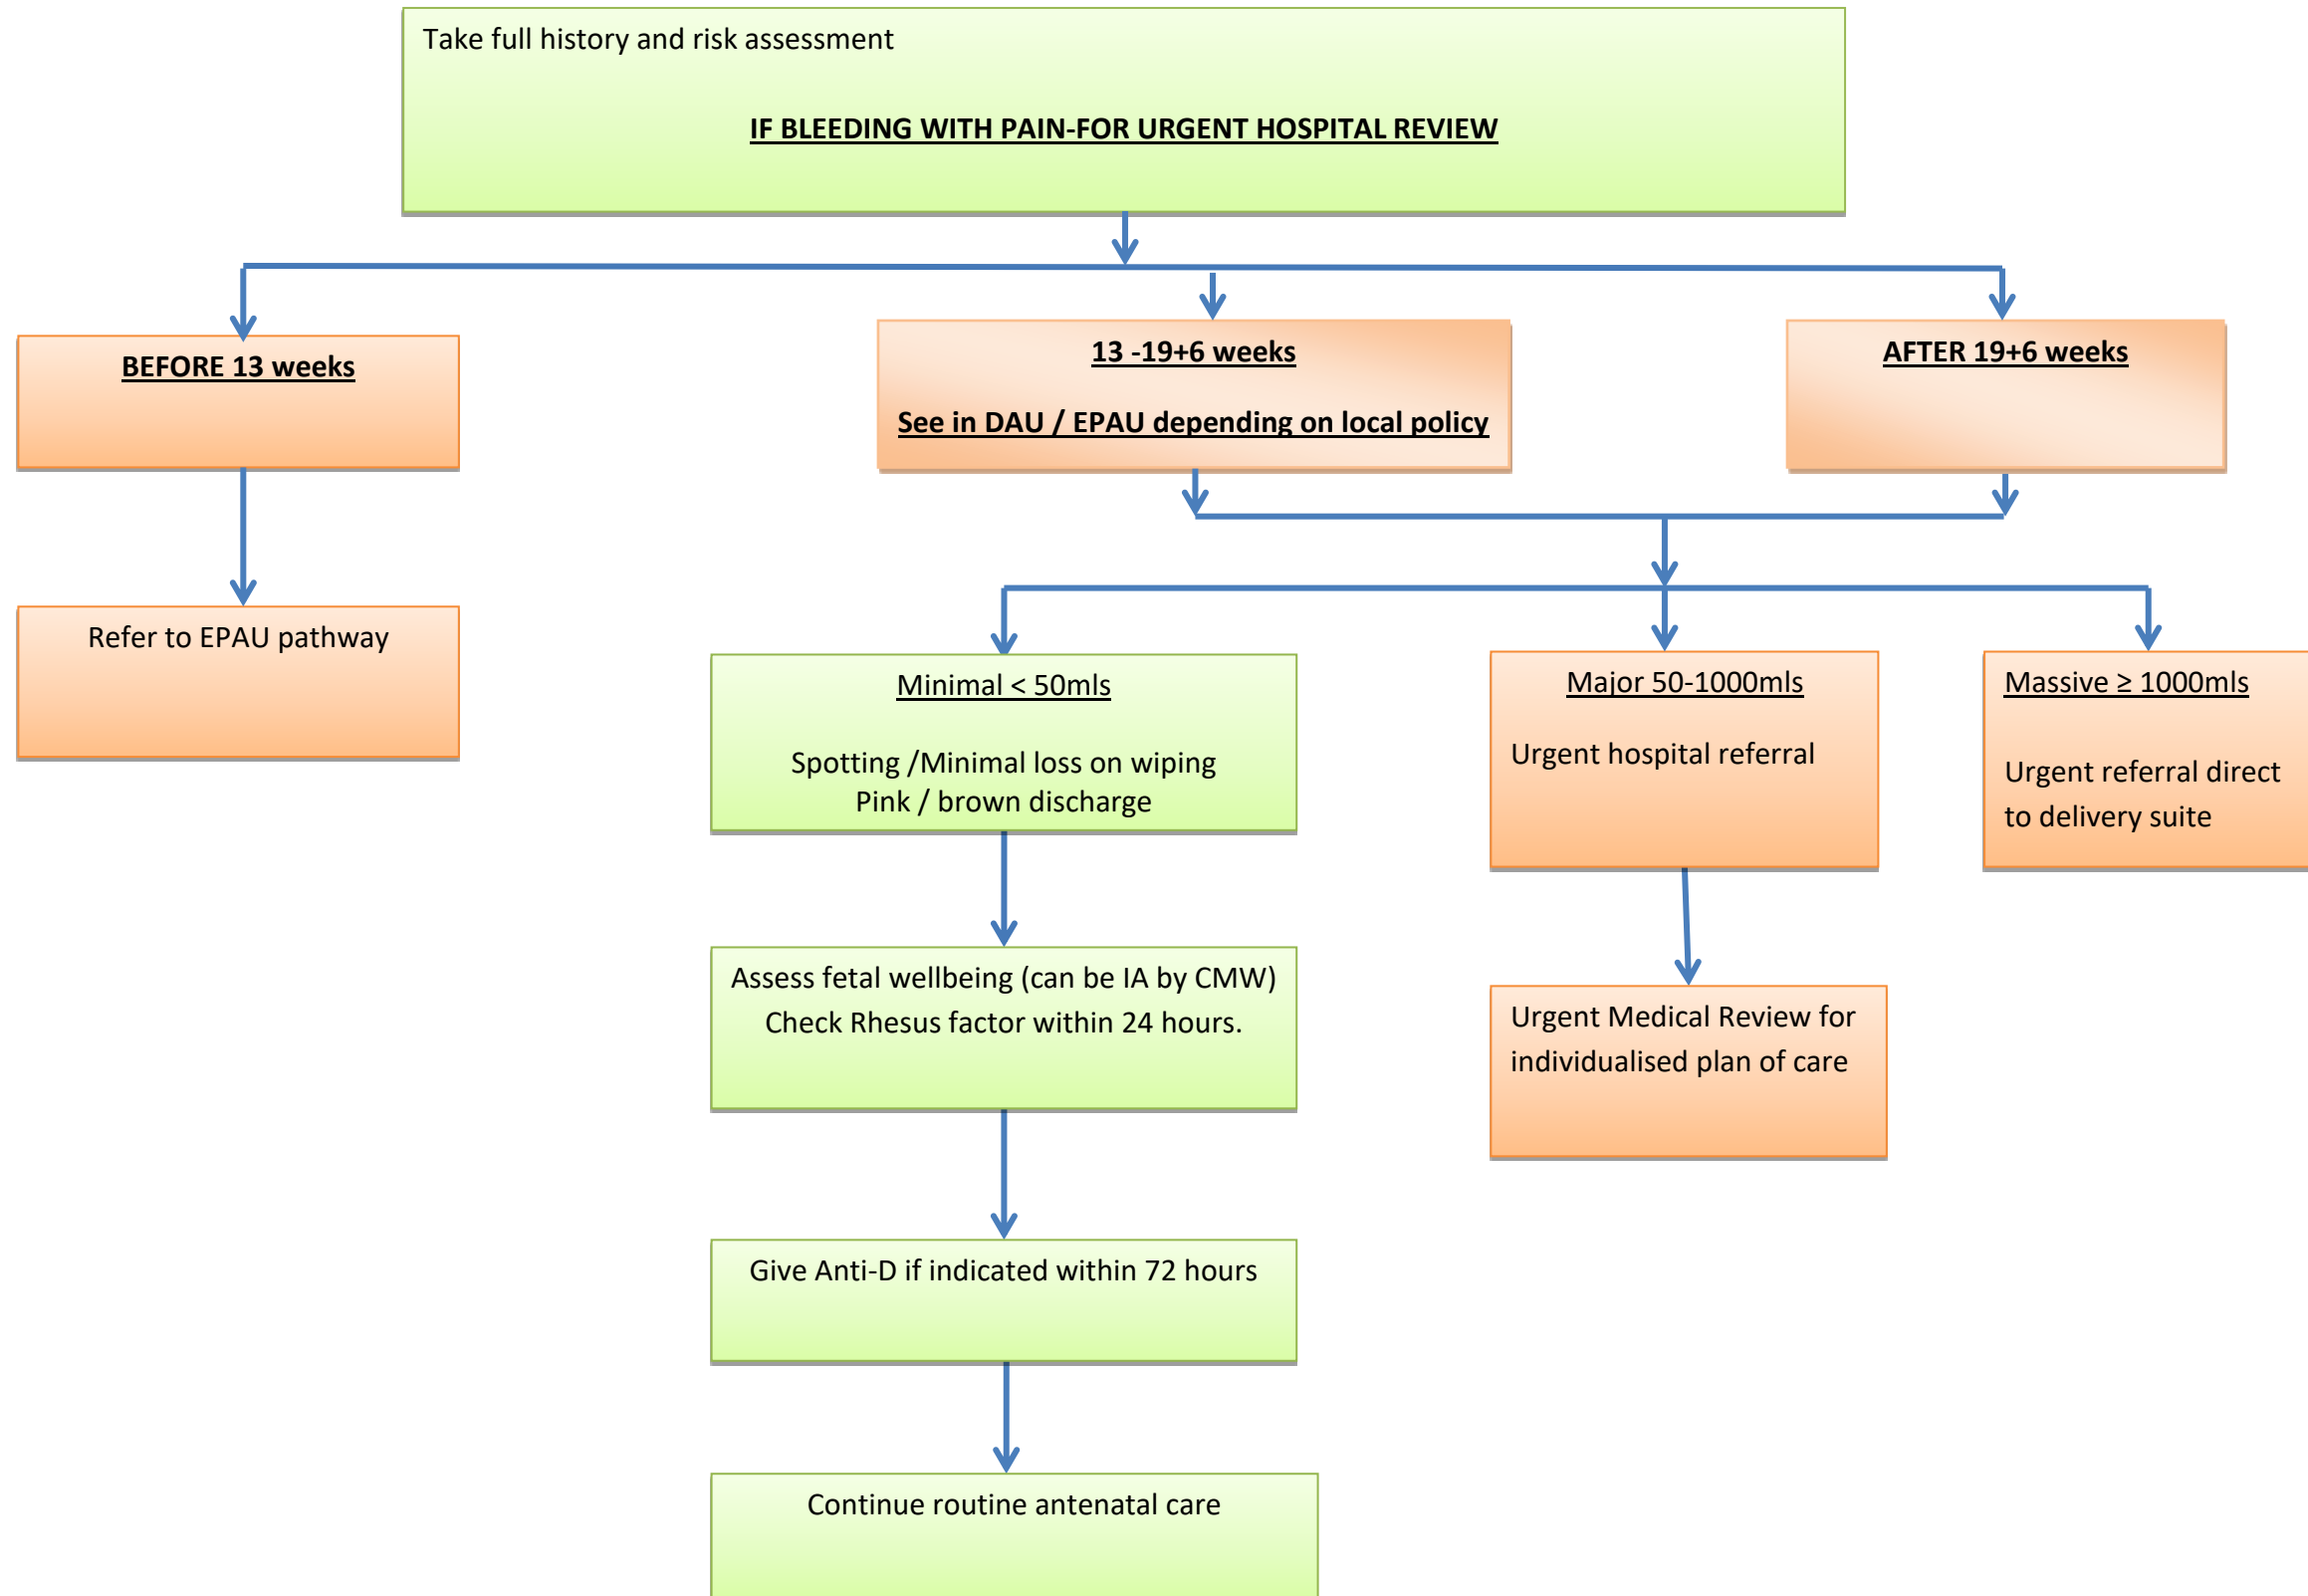 Take full history and risk assessment
IF BLEEDING WITH PAIN-FOR URGENT HOSPITAL REVIEW
BEFORE 13 weeks
13 -19+6 weeks
See in DAU / EPAU depending on local policy
AFTER 19+6 weeks
Refer to EPAU pathway
Minimal < 50mls
Spotting /Minimal loss on wiping
Pink / brown discharge
Major 50-1000mls
Urgent hospital referral
Massive ≥ 1000mls
Urgent referral direct
to delivery suite
Assess fetal wellbeing (can be IA by CMW)
Check Rhesus factor within 24 hours.
Urgent Medical Review for
individualised plan of care
Give Anti-D if indicated within 72 hours
Continue routine antenatal care